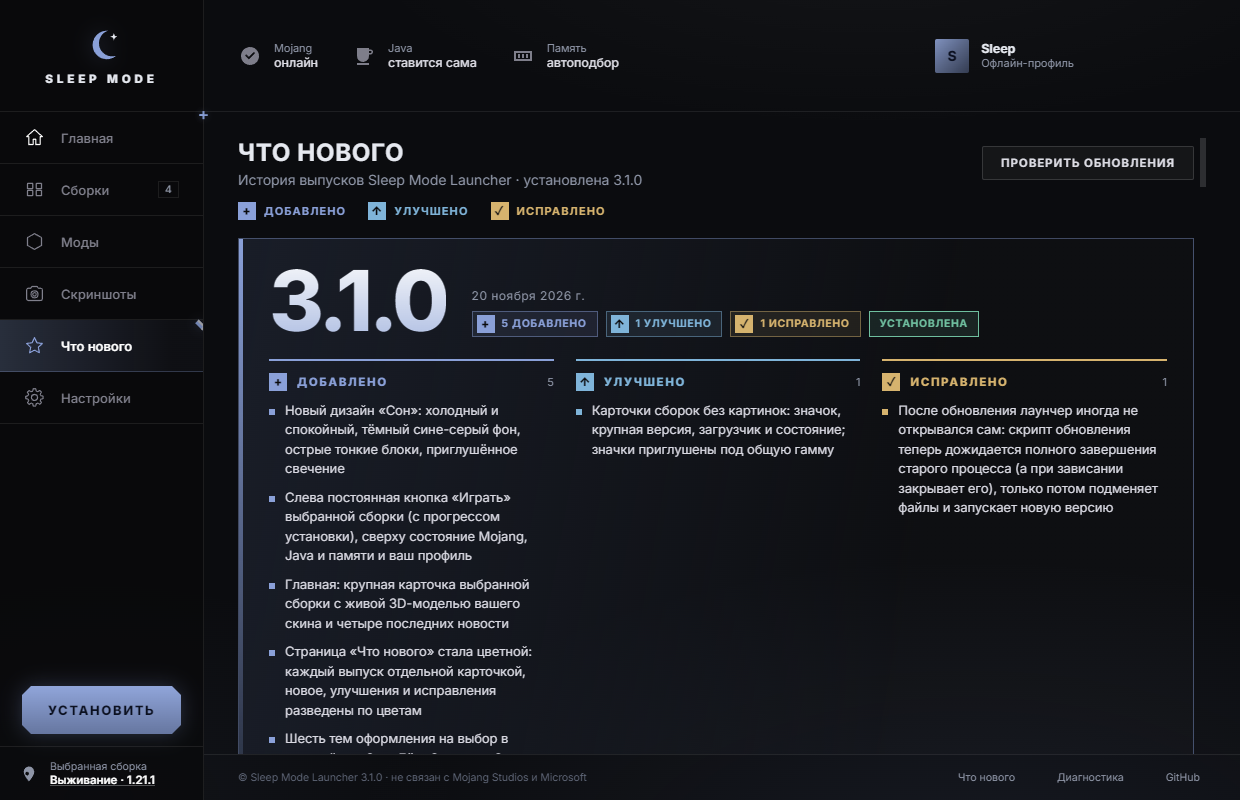 SLEEP MODE
Mojang
онлайн
Java
ставится сама
Память
автоподбор
S
Sleep
Офлайн-профиль
Главная
Сборки
4
Моды
Скриншоты
Что нового
Настройки
УСТАНОВИТЬ
Выбранная сборка
Выживание · 1.21.1
ЧТО НОВОГО
История выпусков Sleep Mode Launcher · установлена 3.1.0
ПРОВЕРИТЬ ОБНОВЛЕНИЯ
+ ДОБАВЛЕНО
↑ УЛУЧШЕНО
✓ ИСПРАВЛЕНО
3.1.0
20 ноября 2026 г.
+ 5 ДОБАВЛЕНО
↑ 1 УЛУЧШЕНО
✓ 1 ИСПРАВЛЕНО
УСТАНОВЛЕНА
+ ДОБАВЛЕНО 5
Новый дизайн «Сон»: холодный и
спокойный, тёмный сине-серый фон,
острые тонкие блоки, приглушённое
свечение
Слева постоянная кнопка «Играть»
выбранной сборки (с прогрессом
установки), сверху состояние Mojang,
Java и памяти и ваш профиль
Главная: крупная карточка выбранной
сборки с живой 3D-моделью вашего
скина и четыре последних новости
Страница «Что нового» стала цветной:
каждый выпуск отдельной карточкой,
новое, улучшения и исправления
разведены по цветам
Шесть тем оформления на выбор в
↑ УЛУЧШЕНО 1
Карточки сборок без картинок: значок,
крупная версия, загрузчик и состояние;
значки приглушены под общую гамму
✓ ИСПРАВЛЕНО 1
После обновления лаунчер иногда не
открывался сам: скрипт обновления
теперь дожидается полного завершения
старого процесса (а при зависании
закрывает его), только потом подменяет
файлы и запускает новую версию
© Sleep Mode Launcher 3.1.0 · не связан с Mojang Studios и Microsoft
Что нового
Диагностика
GitHub